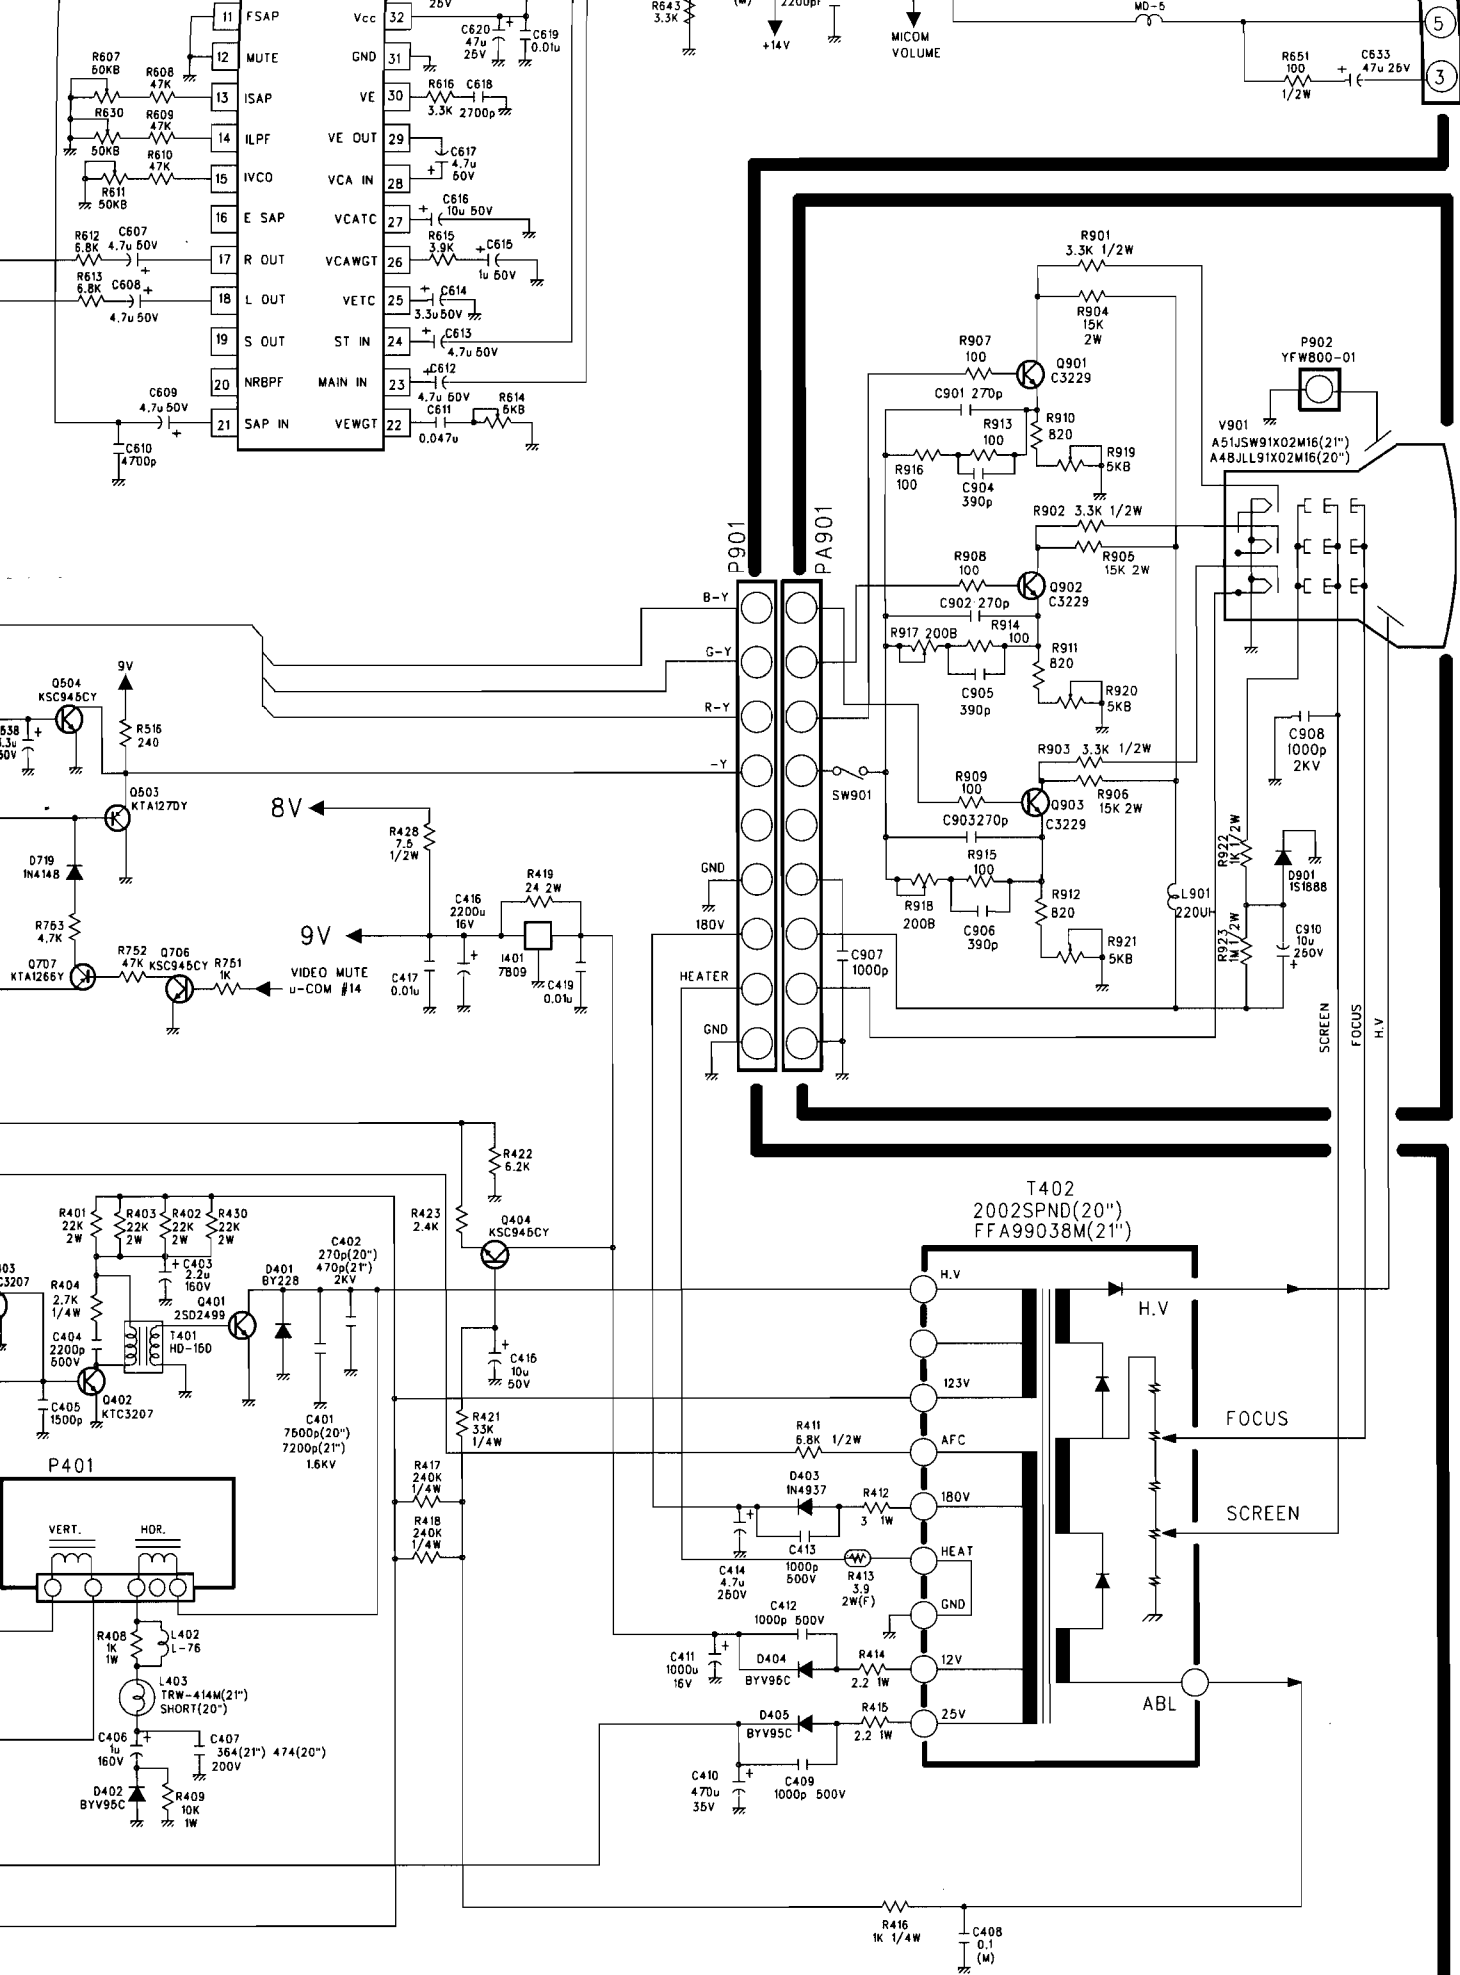 11 FSAP
12 MUTE
13 ISAP
14 ILPF
15 IVCO
16 E SAP
17 R OUT
18 L OUT
19 S OUT
20 NRBPF
21 SAP IN
Vcc 32
GND 31
VE 30
VE OUT 29
VCA IN 28
VCATC 27
VCAWGT 26
VETC 25
ST IN 24
MAIN IN 23
VEWGT 22
R607
50KB
R608
47K
R630
50KB
R609
47K
R610
47K
R611
50KB
R612
6.8K
C607
4.7u 50V
R613
6.8K
C608
4.7u 50V
C609
4.7u 50V
C610
4700p
25V
C620
47u
25V
C619
0.01u
R616
3.3K
C618
2700p
C617
4.7u
50V
C616
10u 50V
R615
3.9K
C615
1u 50V
C614
3.3u 50V
C613
4.7u 50V
C612
4.7u 50V
C611
0.047u
R614
5KB
R643
3.3K
(M)
+14V
2200pF
MICOM
VOLUME
MD-5
R651
100
1/2W
C633
47u 25V
5
3
R901
3.3K 1/2W
R904
15K
2W
R907
100
Q901
C3229
C901 270p
R910
820
R913
100
R916
100
C904
390p
R919
5KB
P902
YFW800-01
V901
A51JSW91X02M16(21")
A48JLL91X02M16(20")
R902 3.3K 1/2W
R905
15K 2W
R908
100
Q902
C3229
C902 270p
R917 200B
R914
100
R911
820
C905
390p
R920
5KB
R903 3.3K 1/2W
R906
15K 2W
R909
100
Q903
C3229
C903 270p
R915
100
R918
200B
R912
820
C906
390p
R921
5KB
C907
1000p
SW901
L901
220UH
R922
1K 1/2W
R923
1M 1/2W
D901
1S1888
C910
10u
250V
C908
1000p
2KV
SCREEN
FOCUS
H.V
P901
PA901
B-Y
G-Y
R-Y
-Y
GND
180V
HEATER
GND
9V
Q504
KSC945CY
R516
240
Q503
KTA1270Y
D719
1N4148
R753
4.7K
Q707
KTA1266Y
R752
47K
Q706
KSC945CY
R751
1K
VIDEO MUTE
u-COM #14
8V
R428
7.5
1/2W
9V
C417
0.01u
C416
2200u
16V
R419
24 2W
I401
7809
C419
0.01u
R422
6.2K
R423
2.4K
Q404
KSC945CY
R401
22K
2W
R403
22K
2W
R402
22K
2W
R430
22K
2W
C403
2.2u
160V
R404
2.7K
1/4W
C404
2200p
500V
Q401
2SD2499
T401
HD-150
Q402
KTC3207
C405
1500p
D401
BY228
C402
270p(20")
470p(21")
2KV
C401
7500p(20")
7200p(21")
1.6KV
C415
10u
50V
R421
33K
1/4W
R417
240K
1/4W
R418
240K
1/4W
P401
VERT.
HOR.
R408
1K
1W
L402
L-76
L403
TRW-414M(21")
SHORT(20")
C406
1u
160V
C407
364(21") 474(20")
200V
D402
BYV95C
R409
10K
1W
T402
2002SPND(20")
FFA99038M(21")
H.V
123V
AFC
180V
HEAT
GND
12V
25V
H.V
FOCUS
SCREEN
ABL
R411
6.8K 1/2W
D403
1N4937
R412
3 1W
C413
1000p
500V
C414
4.7u
250V
R413
3.9
2W(F)
C412
1000p 500V
C411
1000u
16V
D404
BYV95C
R414
2.2 1W
D405
BYV95C
R415
2.2 1W
C410
470u
35V
C409
1000p 500V
R416
1K 1/4W
C408
0.1
(M)